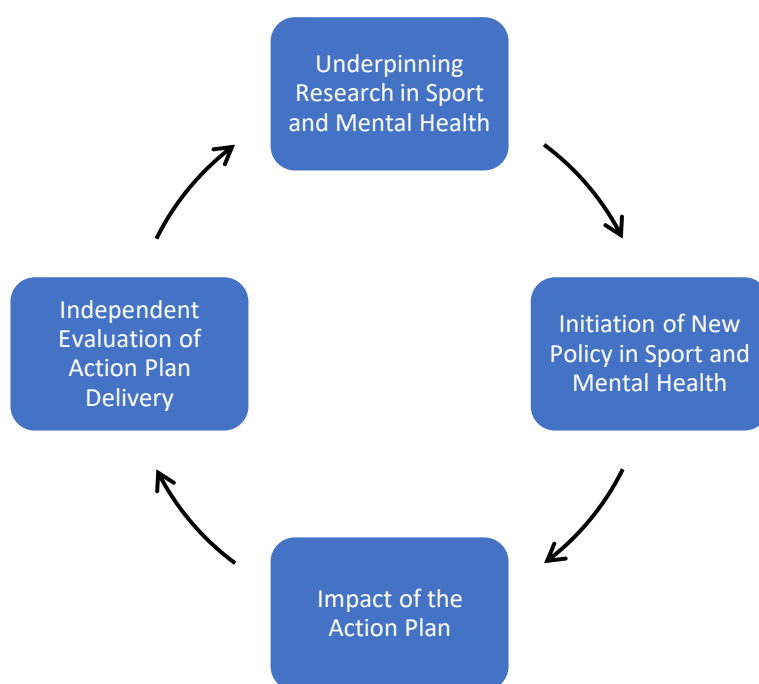 Underpinning
Research in Sport
and Mental Health
Independent
Evaluation of
Action Plan
Delivery
Initiation of New
Policy in Sport and
Mental Health
Impact of the
Action Plan